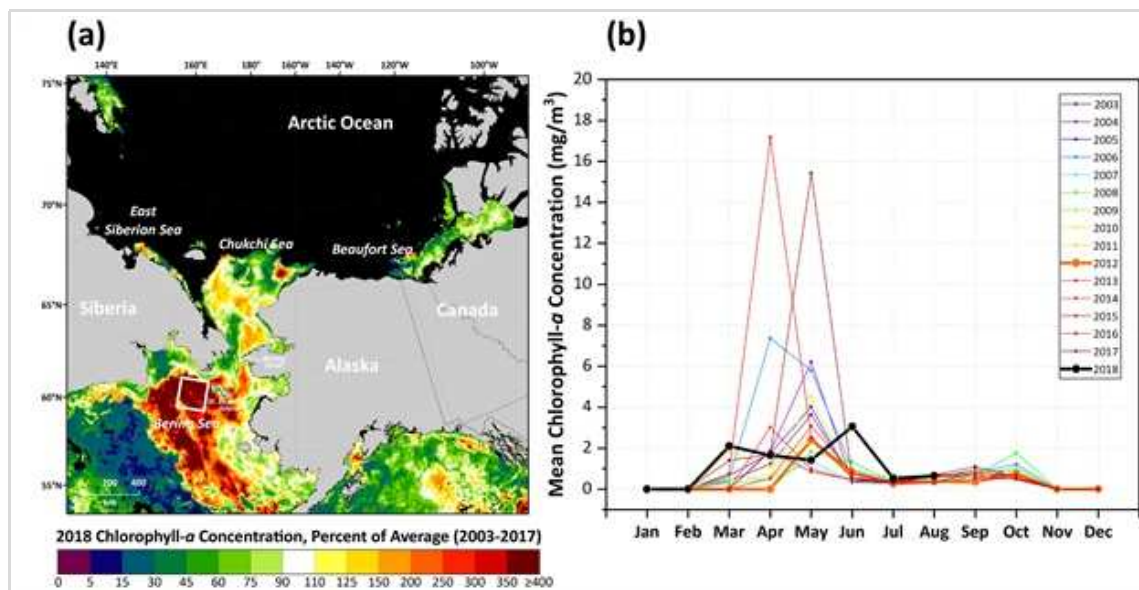 (a)
140°E
160°E
180°
160°W
140°W
120°W
100°W
75°N
70°N
65°N
60°N
55°N
Arctic Ocean
East
Siberian Sea
Chukchi Sea
Beaufort Sea
Siberia
Canada
Alaska
Bering Sea
200 400
2018 Chlorophyll-a Concentration, Percent of Average (2003-2017)
0 5 15 30 45 60 75 90 110 125 150 200 250 300 350 ≥400
(b)
Mean Chlorophyll-a Concentration (mg/m³)
20
18
16
14
12
10
8
6
4
2
0
Jan Feb Mar Apr May Jun Jul Aug Sep Oct Nov Dec
2003
2004
2005
2006
2007
2008
2009
2010
2011
2012
2013
2014
2015
2016
2017
2018